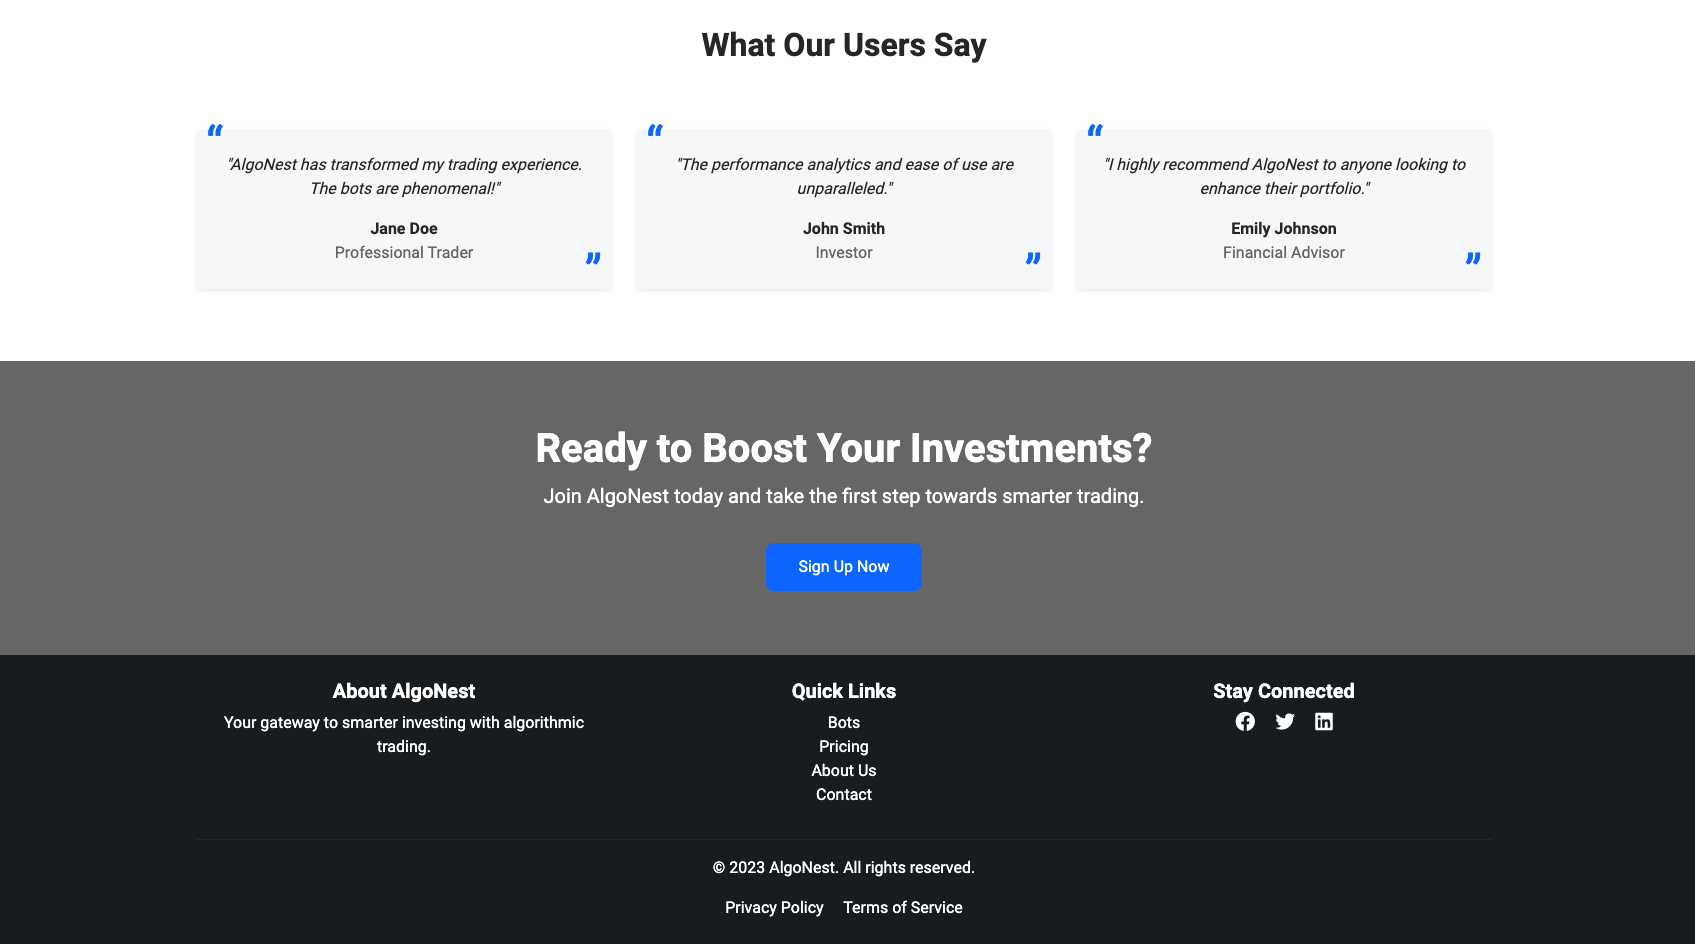 What Our Users Say
“
"AlgoNest has transformed my trading experience.
The bots are phenomenal!"
Jane Doe
Professional Trader
”
“
"The performance analytics and ease of use are
unparalleled."
John Smith
Investor
”
“
"I highly recommend AlgoNest to anyone looking to
enhance their portfolio."
Emily Johnson
Financial Advisor
”
Ready to Boost Your Investments?
Join AlgoNest today and take the first step towards smarter trading.
Sign Up Now
About AlgoNest
Your gateway to smarter investing with algorithmic
trading.
Quick Links
Bots
Pricing
About Us
Contact
Stay Connected
© 2023 AlgoNest. All rights reserved.
Privacy Policy Terms of Service